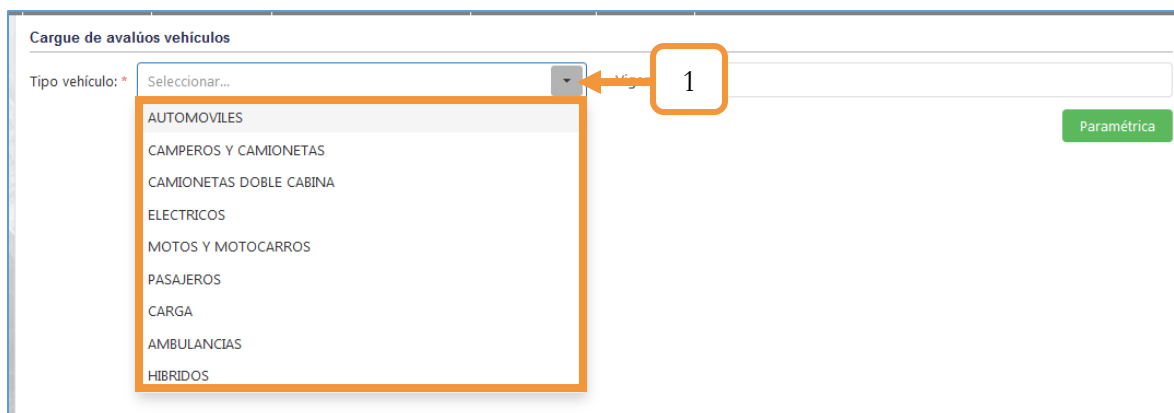 Cargue de avalúos vehículos
Tipo vehículo: * Seleccionar... 1
AUTOMOVILES
Paramétrica
CAMPEROS Y CAMIONETAS
CAMIONETAS DOBLE CABINA
ELECTRICOS
MOTOS Y MOTOCARROS
PASAJEROS
CARGA
AMBULANCIAS
HIBRIDOS